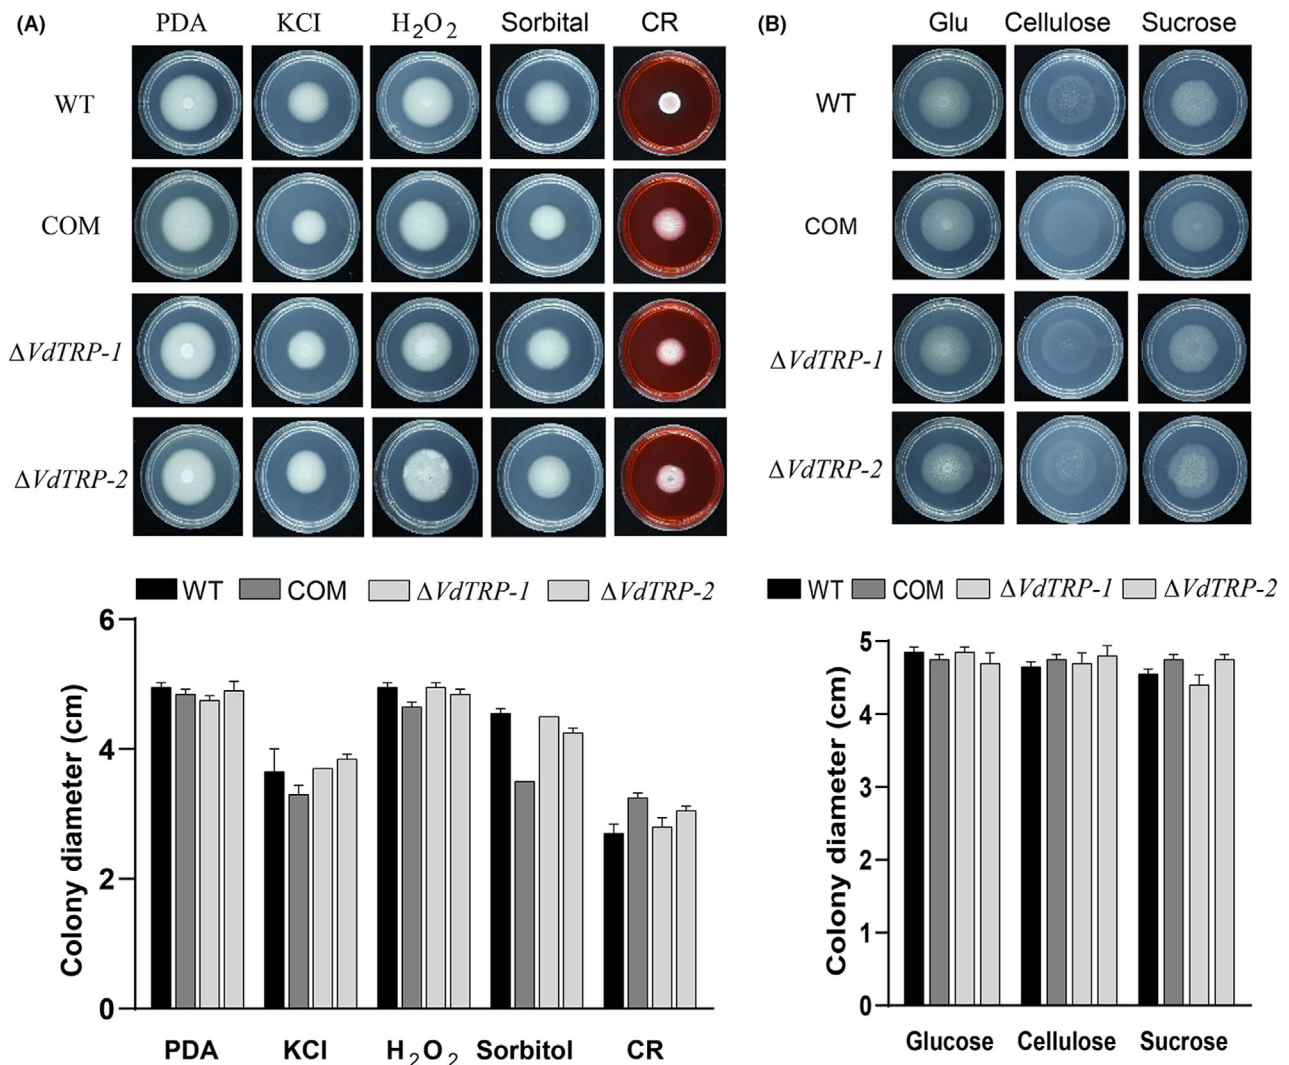 (A) PDA KCI H₂O₂ Sorbital CR
WT
COM
ΔVdTRP-1
ΔVdTRP-2
WT COM ΔVdTRP-1 ΔVdTRP-2
6
4
2
0
Colony diameter (cm)
PDA KCI H₂O₂ Sorbitol CR
(B) Glu Cellulose Sucrose
WT
COM
ΔVdTRP-1
ΔVdTRP-2
WT COM ΔVdTRP-1 ΔVdTRP-2
5
4
3
2
1
0
Colony diameter (cm)
Glucose Cellulose Sucrose